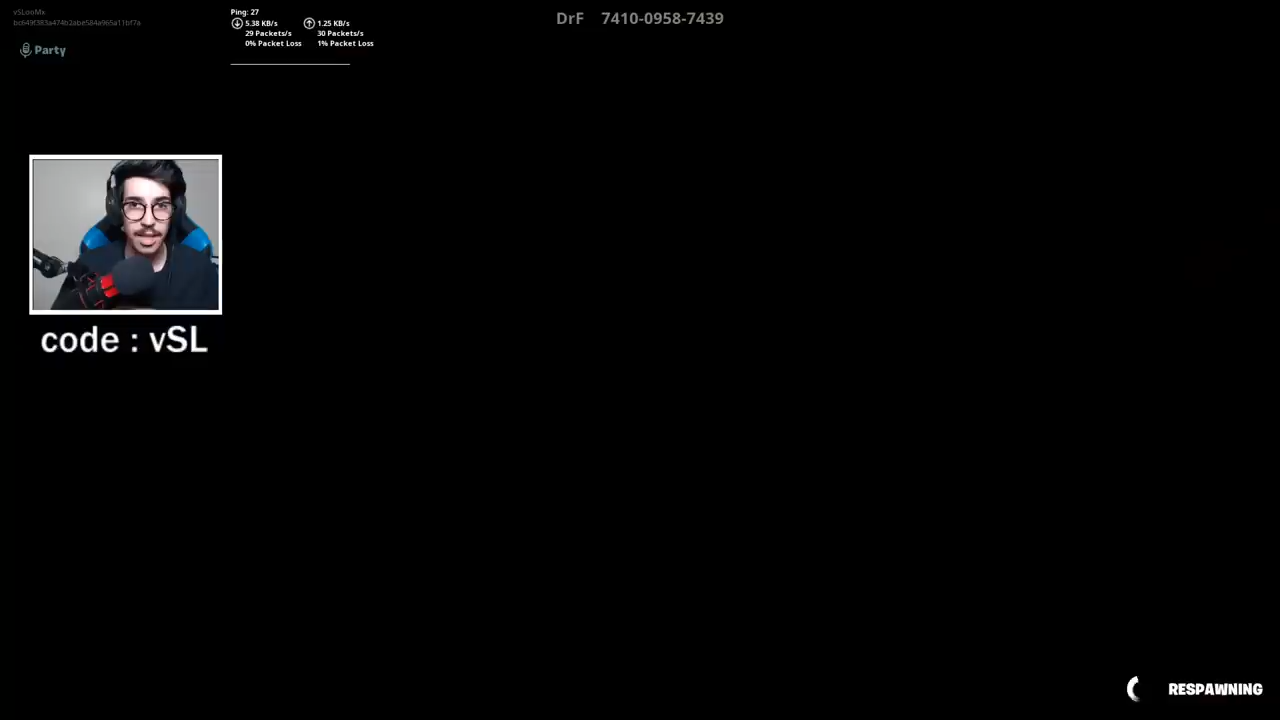 vSLooMx
Party
Ping: 27
5.38 KB/s
1.25 KB/s
29 Packets/s
30 Packets/s
0% Packet Loss
1% Packet Loss
DrF 7410-0958-7439
code : vSL
RESPAWNING